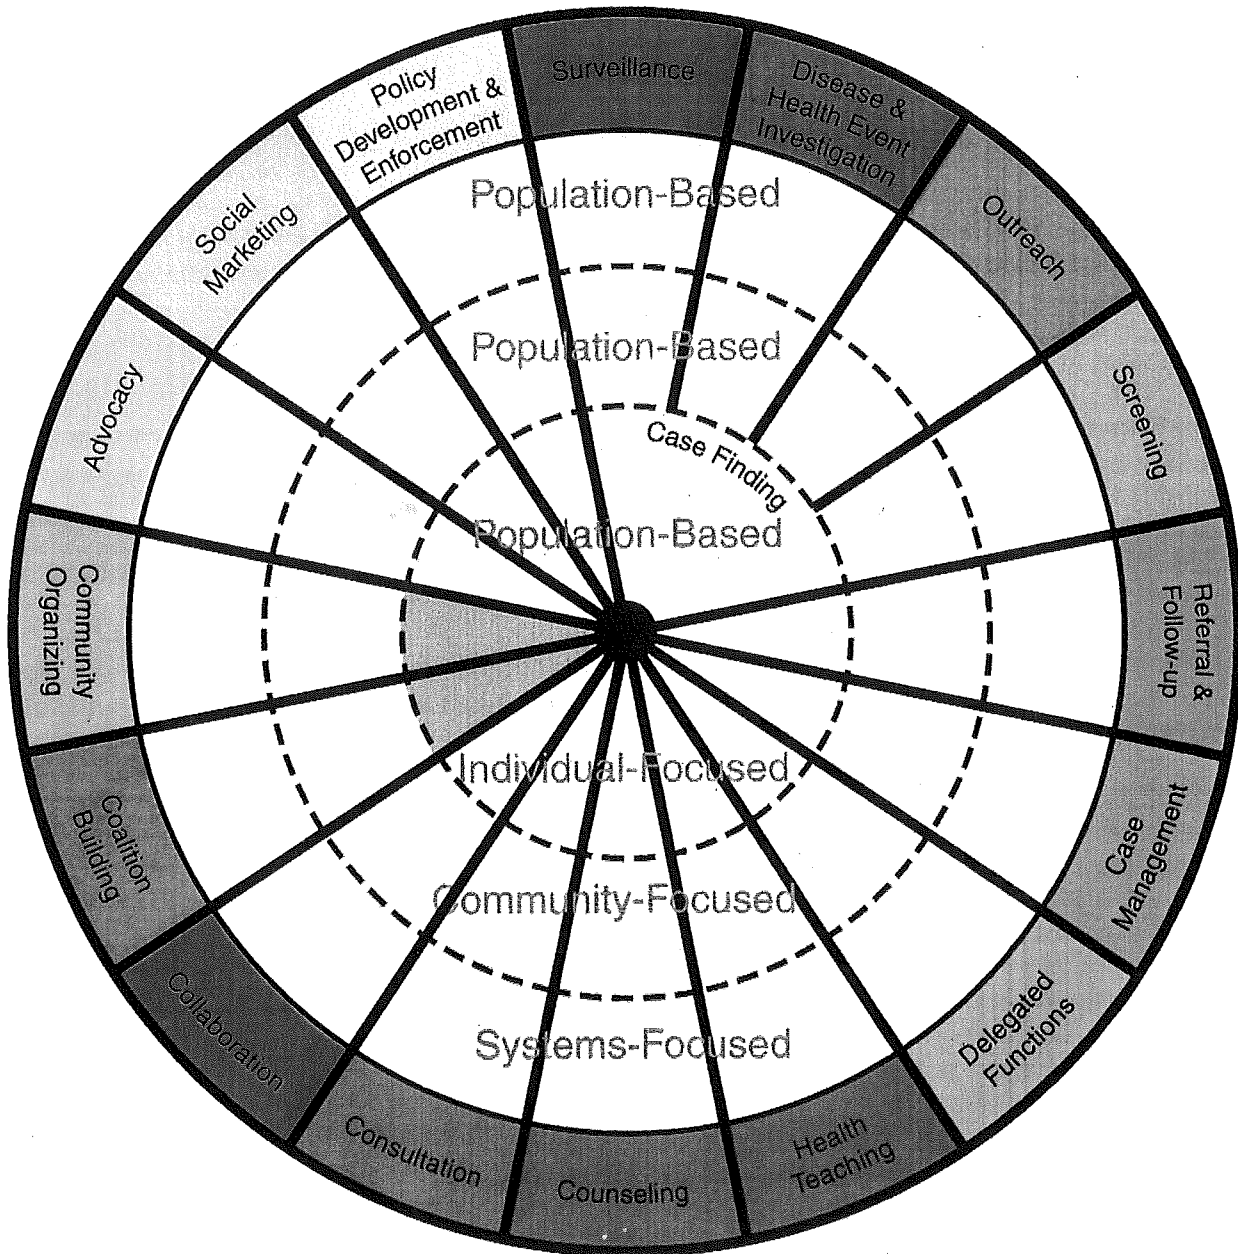 Surveillance
Disease &
Health Event
Investigation
Outreach
Screening
Referral &
Follow-up
Case
Management
Delegated
Functions
Health
Teaching
Counseling
Consultation
Collaboration
Coalition
Building
Community
Organizing
Advocacy
Social
Marketing
Policy
Development &
Enforcement
Population-Based
Population-Based
Case Finding
Population-Based
Individual-Focused
Community-Focused
Systems-Focused